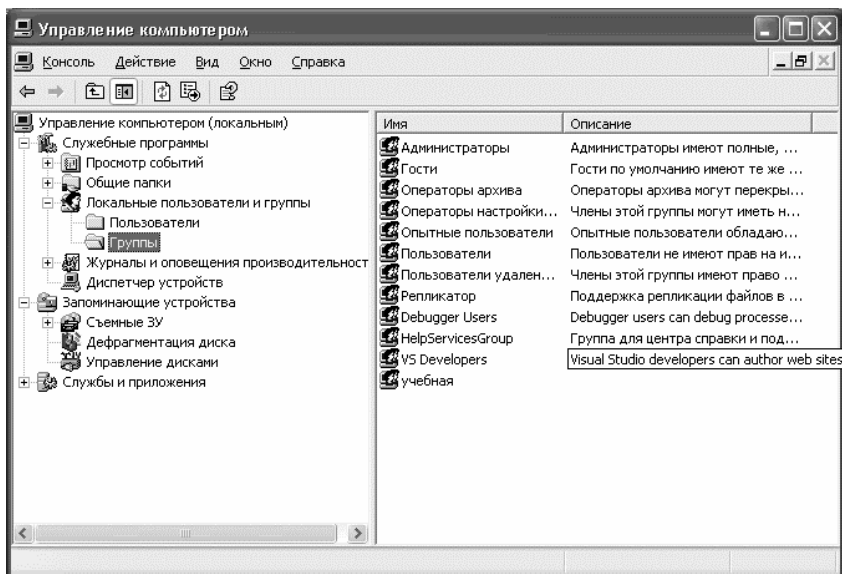 Управление компьютером
Консоль Действие Вид Окно Справка
Управление компьютером (локальным)
Служебные программы
Просмотр событий
Общие папки
Локальные пользователи и группы
Пользователи
Группы
Журналы и оповещения производительност
Диспетчер устройств
Запоминающие устройства
Съемные ЗУ
Дефрагментация диска
Управление дисками
Службы и приложения
Имя Описание
Администраторы Администраторы имеют полные, ...
Гости Гости по умолчанию имеют те же ...
Операторы архива Операторы архива могут перекры...
Операторы настройки... Члены этой группы могут иметь н...
Опытные пользователи Опытные пользователи обладаю...
Пользователи Пользователи не имеют прав на и...
Пользователи удален... Члены этой группы имеют право ...
Репликатор Поддержка репликации файлов в ...
Debugger Users Debugger users can debug processe...
HelpServicesGroup Группа для центра справки и под...
VS Developers Visual Studio developers can author web sites
учебная